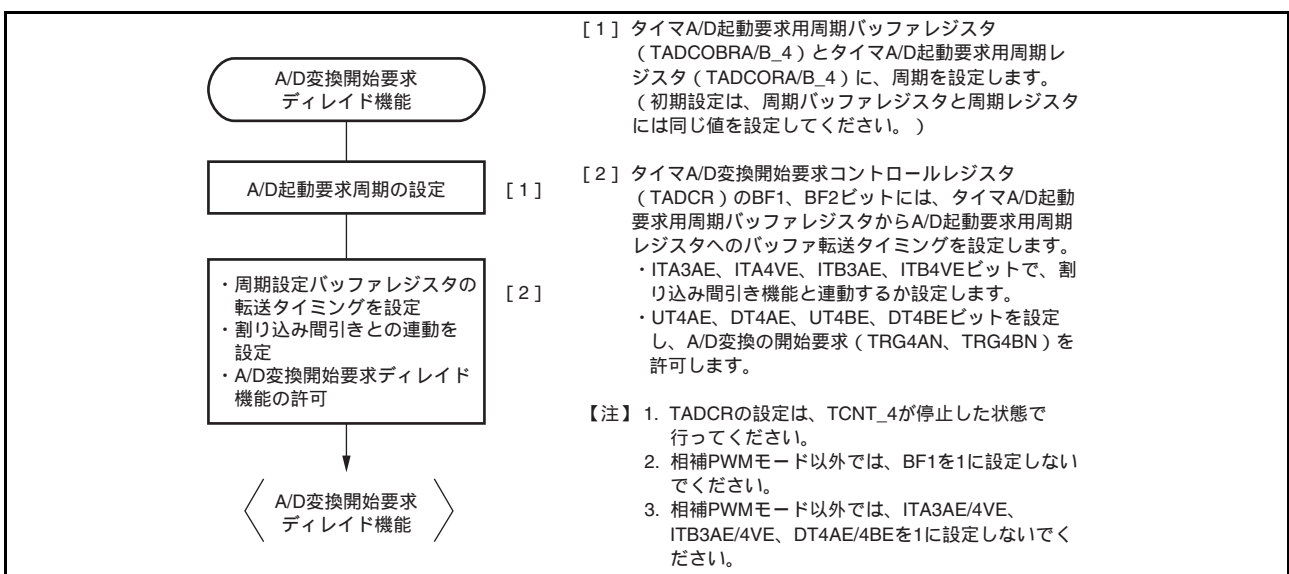 A/D変換開始要求
ディレイド機能
A/D起動要求周期の設定
[1]
・周期設定バッファレジスタの
転送タイミングを設定
・割り込み間引きとの連動を
設定
・A/D変換開始要求ディレイド
機能の許可
[2]
A/D変換開始要求
ディレイド機能
[1] タイマA/D起動要求用周期バッファレジスタ
（TADCOBRA/B_4）とタイマA/D起動要求用周期レ
ジスタ（TADCORA/B_4）に、周期を設定します。
（初期設定は、周期バッファレジスタと周期レジスタ
には同じ値を設定してください。）
[2] タイマA/D変換開始要求コントロールレジスタ
（TADCR）のBF1、BF2ビットには、タイマA/D起動
要求用周期バッファレジスタからA/D起動要求用周期
レジスタへのバッファ転送タイミングを設定します。
・ITA3AE、ITA4VE、ITB3AE、ITB4VEビットで、割
り込み間引き機能と連動するか設定します。
・UT4AE、DT4AE、UT4BE、DT4BEビットを設定
し、A/D変換の開始要求（TRG4AN、TRG4BN）を
許可します。
【注】 1. TADCRの設定は、TCNT_4が停止した状態で
行ってください。
2. 相補PWMモード以外では、BF1を1に設定しない
でください。
3. 相補PWMモード以外では、ITA3AE/4VE、
ITB3AE/4VE、DT4AE/4BEを1に設定しないでく
ださい。